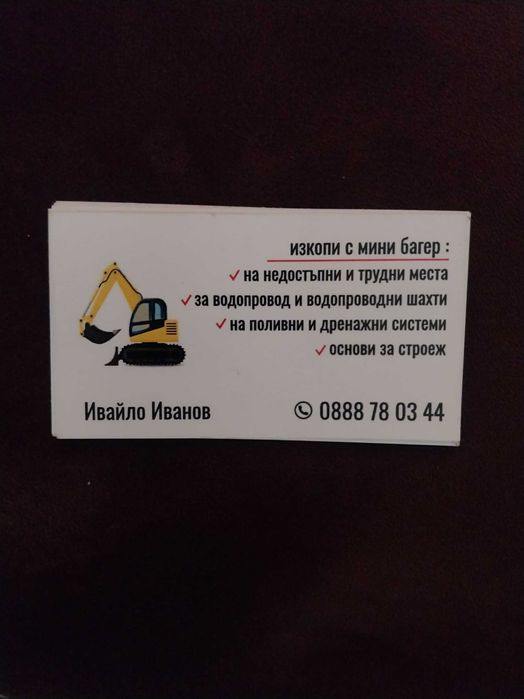 изкопи с мини багер :
на недостъпни и трудни места
за водопровод и водопроводни шахти
на поливни и дренажни системи
основи за строеж
Ивайло Иванов
0888 78 03 44